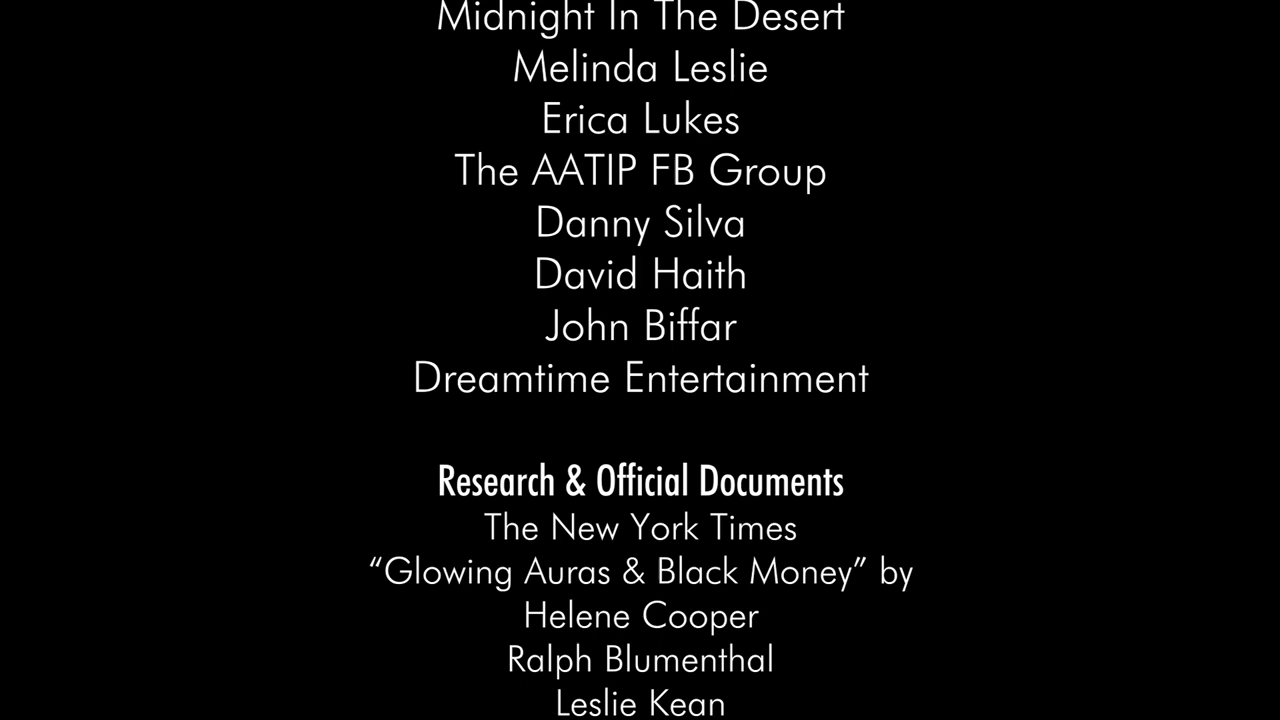 Midnight In The Desert
Melinda Leslie
Erica Lukes
The AATIP FB Group
Danny Silva
David Haith
John Biffar
Dreamtime Entertainment
Research & Official Documents
The New York Times
“Glowing Auras & Black Money” by
Helene Cooper
Ralph Blumenthal
Leslie Kean